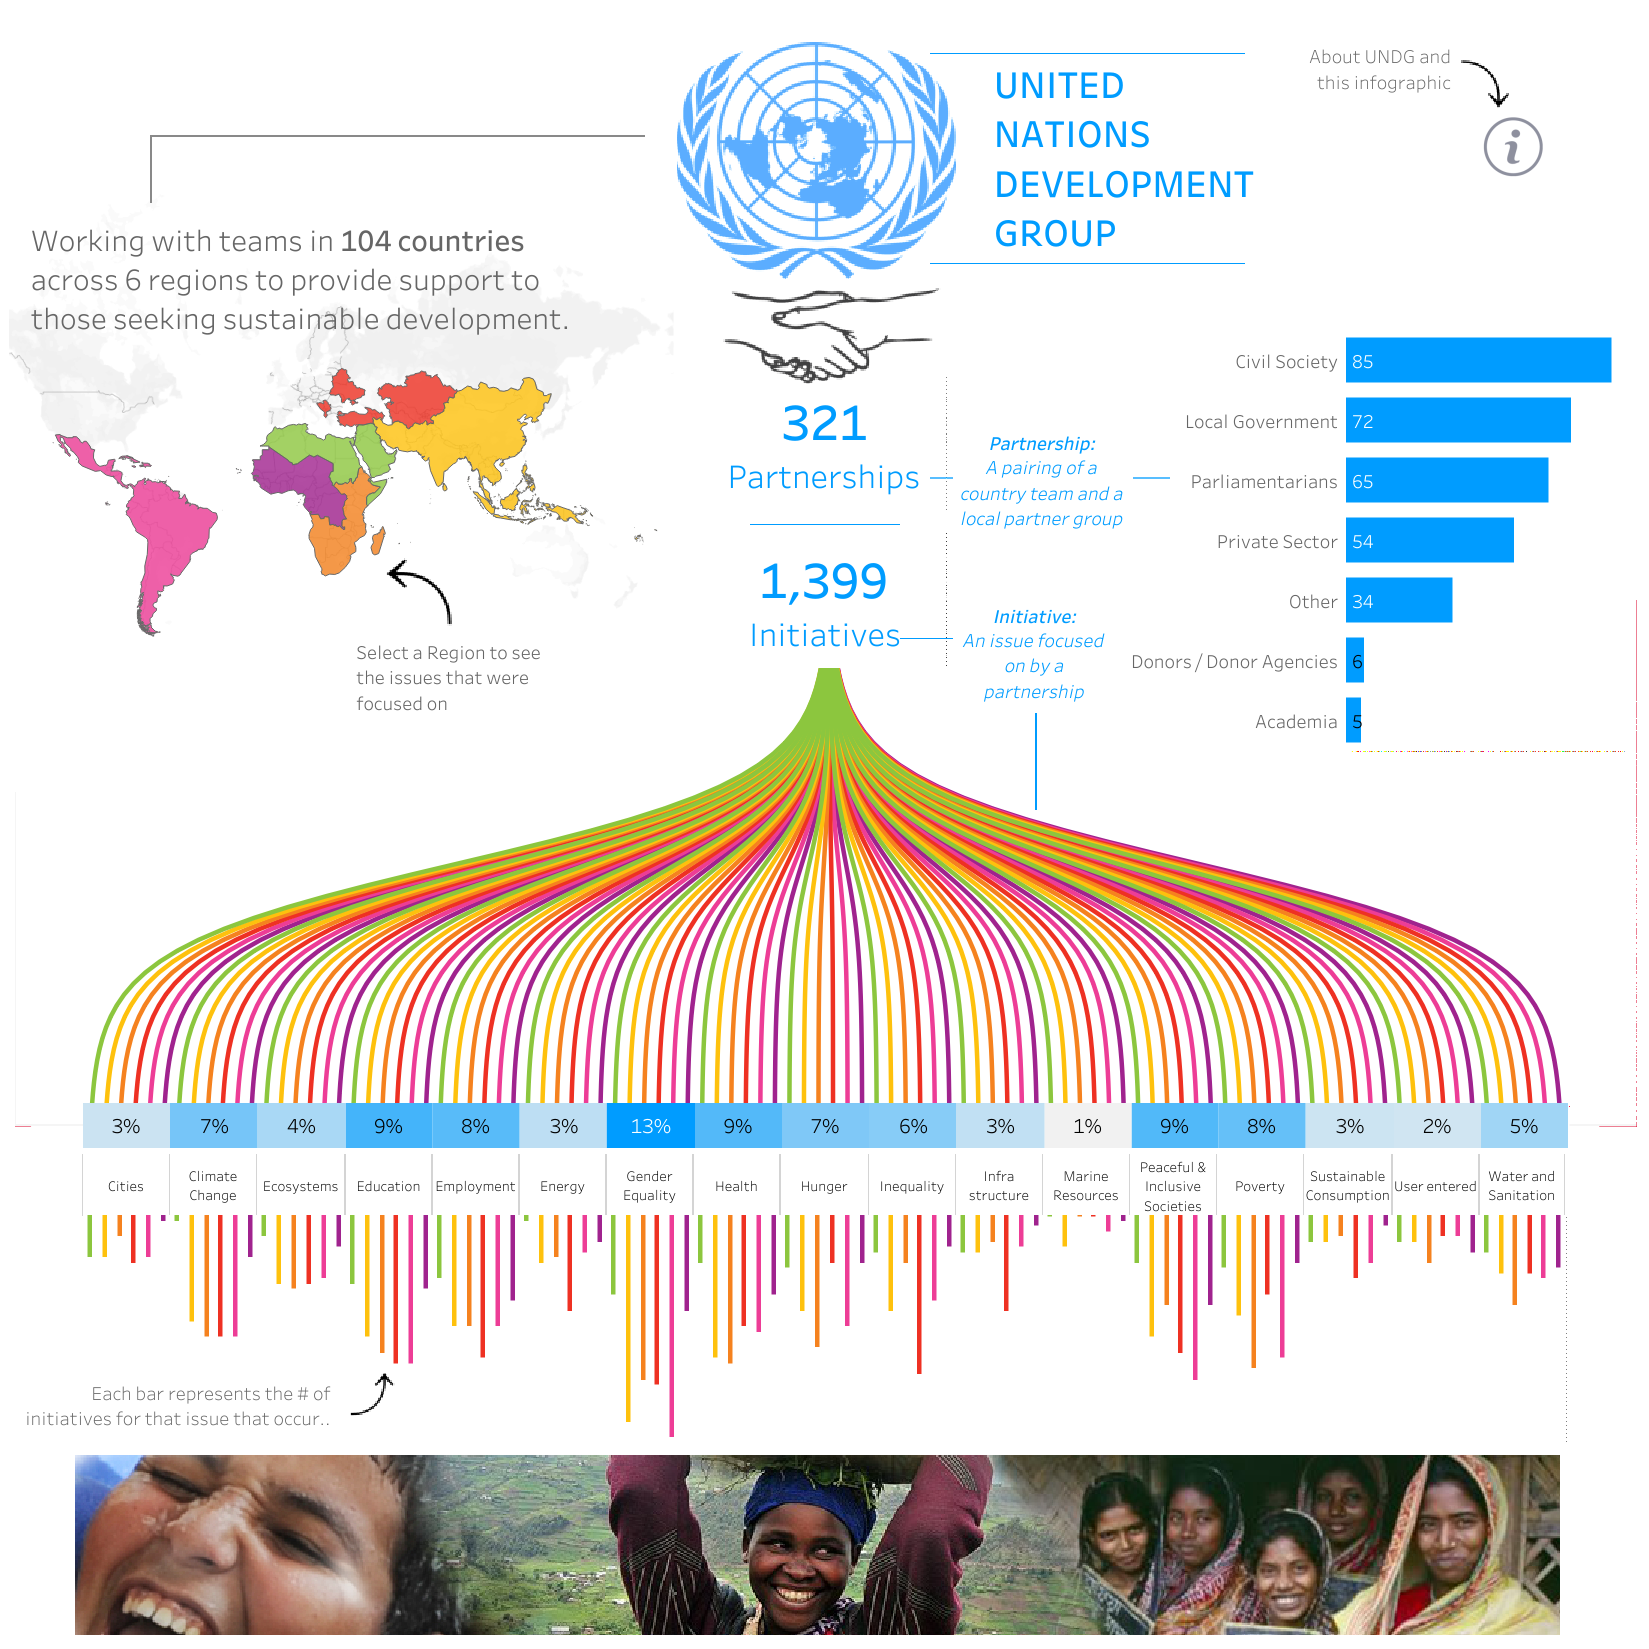 UNITED
NATIONS
DEVELOPMENT
GROUP
About UNDG and
this infographic
i
Working with teams in 104 countries
across 6 regions to provide support to
those seeking sustainable development.
Select a Region to see
the issues that were
focused on
321
Partnerships
Partnership:
A pairing of a
country team and a
local partner group
1,399
Initiatives
Initiative:
An issue focused
on by a
partnership
Civil Society 85
Local Government 72
Parliamentarians 65
Private Sector 54
Other 34
Donors / Donor Agencies 6
Academia 5
3% 7% 4% 9% 8% 3% 13% 9% 7% 6% 3% 1% 9% 8% 3% 2% 5%
Cities
Climate
Change
Ecosystems
Education
Employment
Energy
Gender
Equality
Health
Hunger
Inequality
Infra
structure
Marine
Resources
Peaceful &
Inclusive
Societies
Poverty
Sustainable
Consumption
User entered
Water and
Sanitation
Each bar represents the # of
initiatives for that issue that occur..